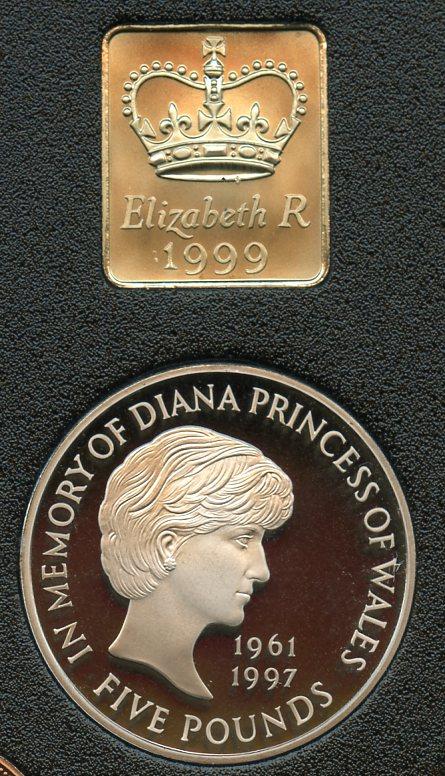 Elizabeth R
1999
IN MEMORY OF DIANA PRINCESS OF WALES
1961
1997
FIVE POUNDS